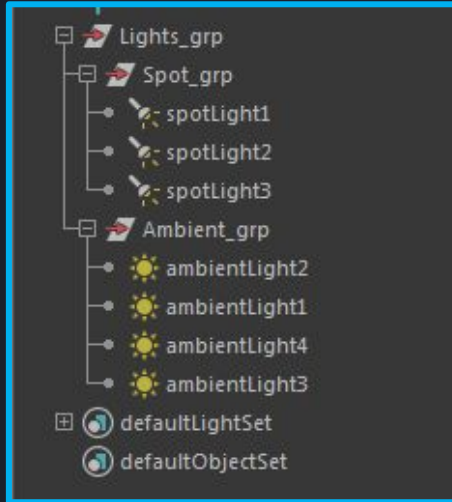 Lights_grp
Spot_grp
spotLight1
spotLight2
spotLight3
Ambient_grp
ambientLight2
ambientLight1
ambientLight4
ambientLight3
defaultLightSet
defaultObjectSet